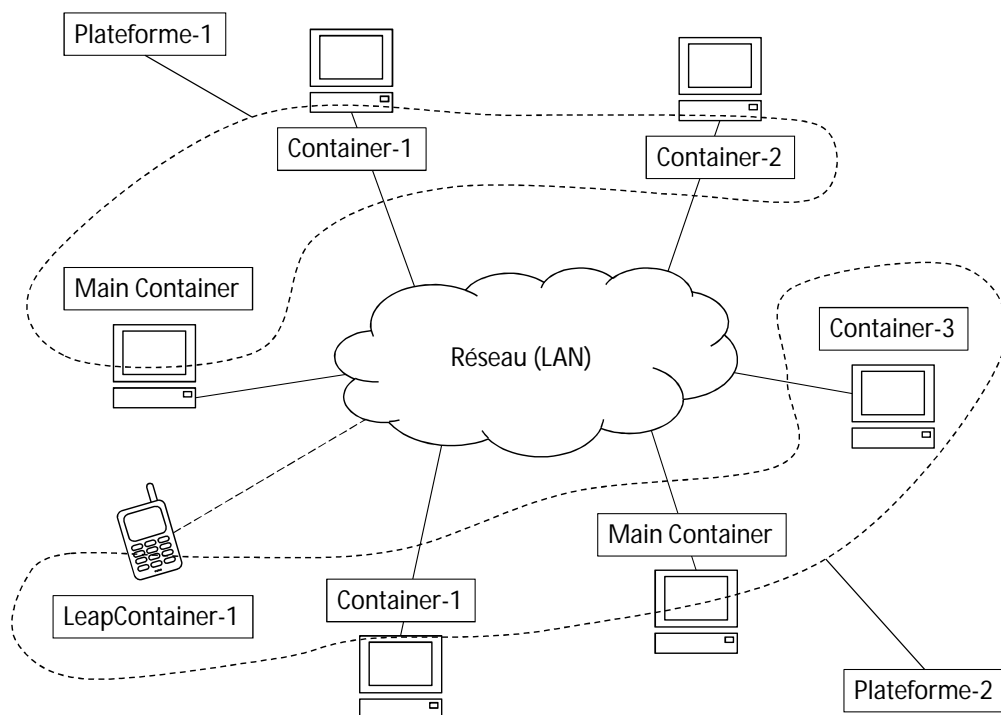 Plateforme-1
Container-1
Container-2
Main Container
Container-3
Réseau (LAN)
Main Container
Container-1
LeapContainer-1
Plateforme-2